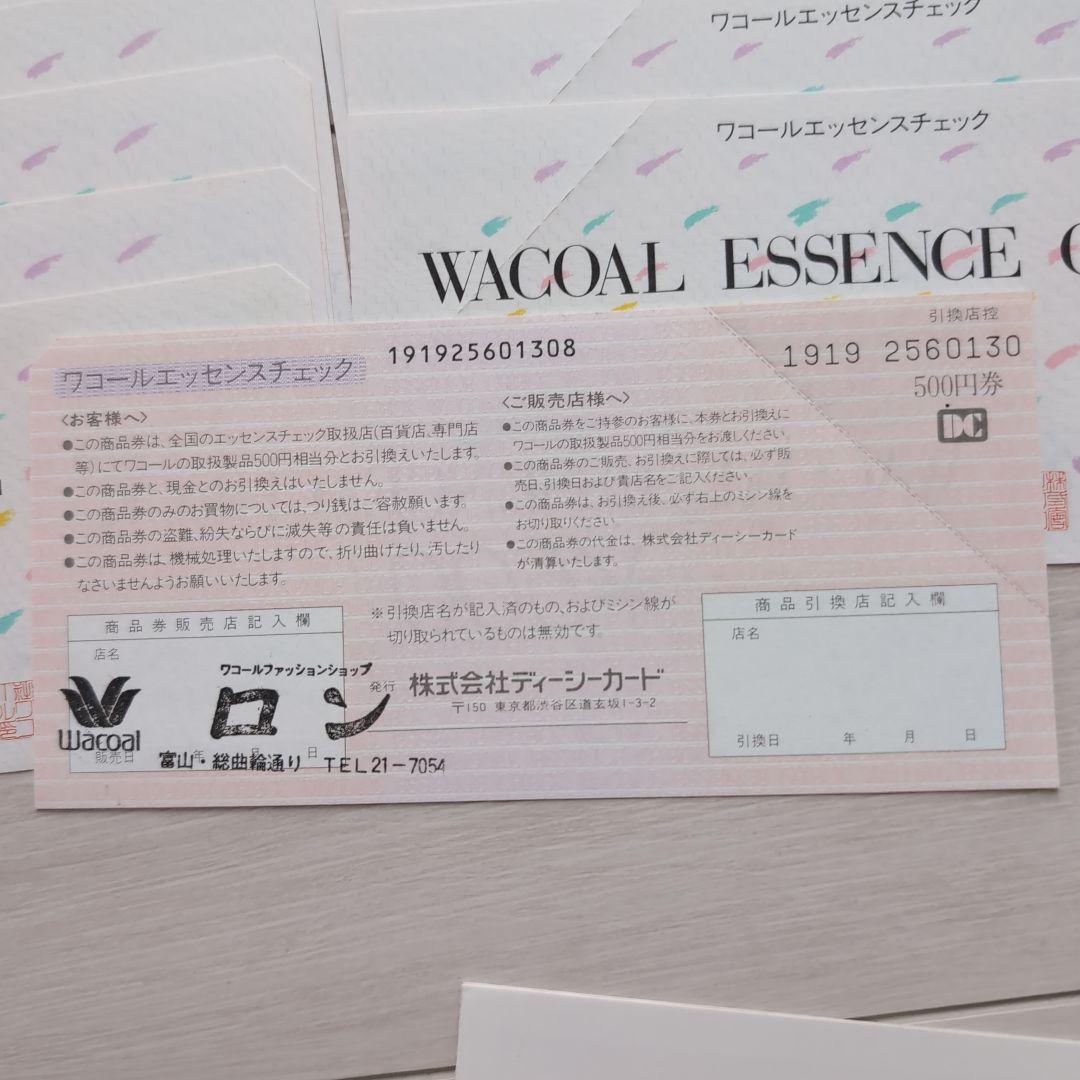 ワコールエッセンスチェック
ワコールエッセンスチェック
WACOAL ESSENCE C
ワコールエッセンスチェック
191925601308
引換店控
1919 2560130
500円券
DC
〈お客様へ〉
●この商品券は、全国のエッセンスチェック取扱店(百貨店、専門店
等)にてワコールの取扱製品500円相当分とお引換えいたします。
●この商品券と、現金とのお引換えはいたしません。
●この商品券のみのお買物については、つり銭はご容赦願います。
●この商品券の盗難、紛失ならびに滅失等の責任は負いません。
●この商品券は、機械処理いたしますので、折り曲げたり、汚したり
なさいませんようお願いいたします。
〈ご販売店様へ〉
●この商品券をご持参のお客様に、本券とお引換えに
ワコールの取扱製品500円相当分をお渡しください
●この商品券のご販売、お引換えに際しては、必ず販
売日、引換日および貴店名をご記入ください。
●この商品券は、お引換え後、必ず右上のミシン線を
お切り取りください
●この商品券の代金は、株式会社ディーシーカード
が清算いたします。
※引換店名が記入済のもの、およびミシン線が
切り取られているものは無効です。
商品券販売店記入欄
店名
ワコールファッションショップ
ロン
Wacoal
販売日 年 月 日
富山・総曲輪通り TEL21-7054
発行 株式会社ディーシーカード
〒150 東京都渋谷区道玄坂1-3-2
商品引換店記入欄
店名
引換日 年 月 日